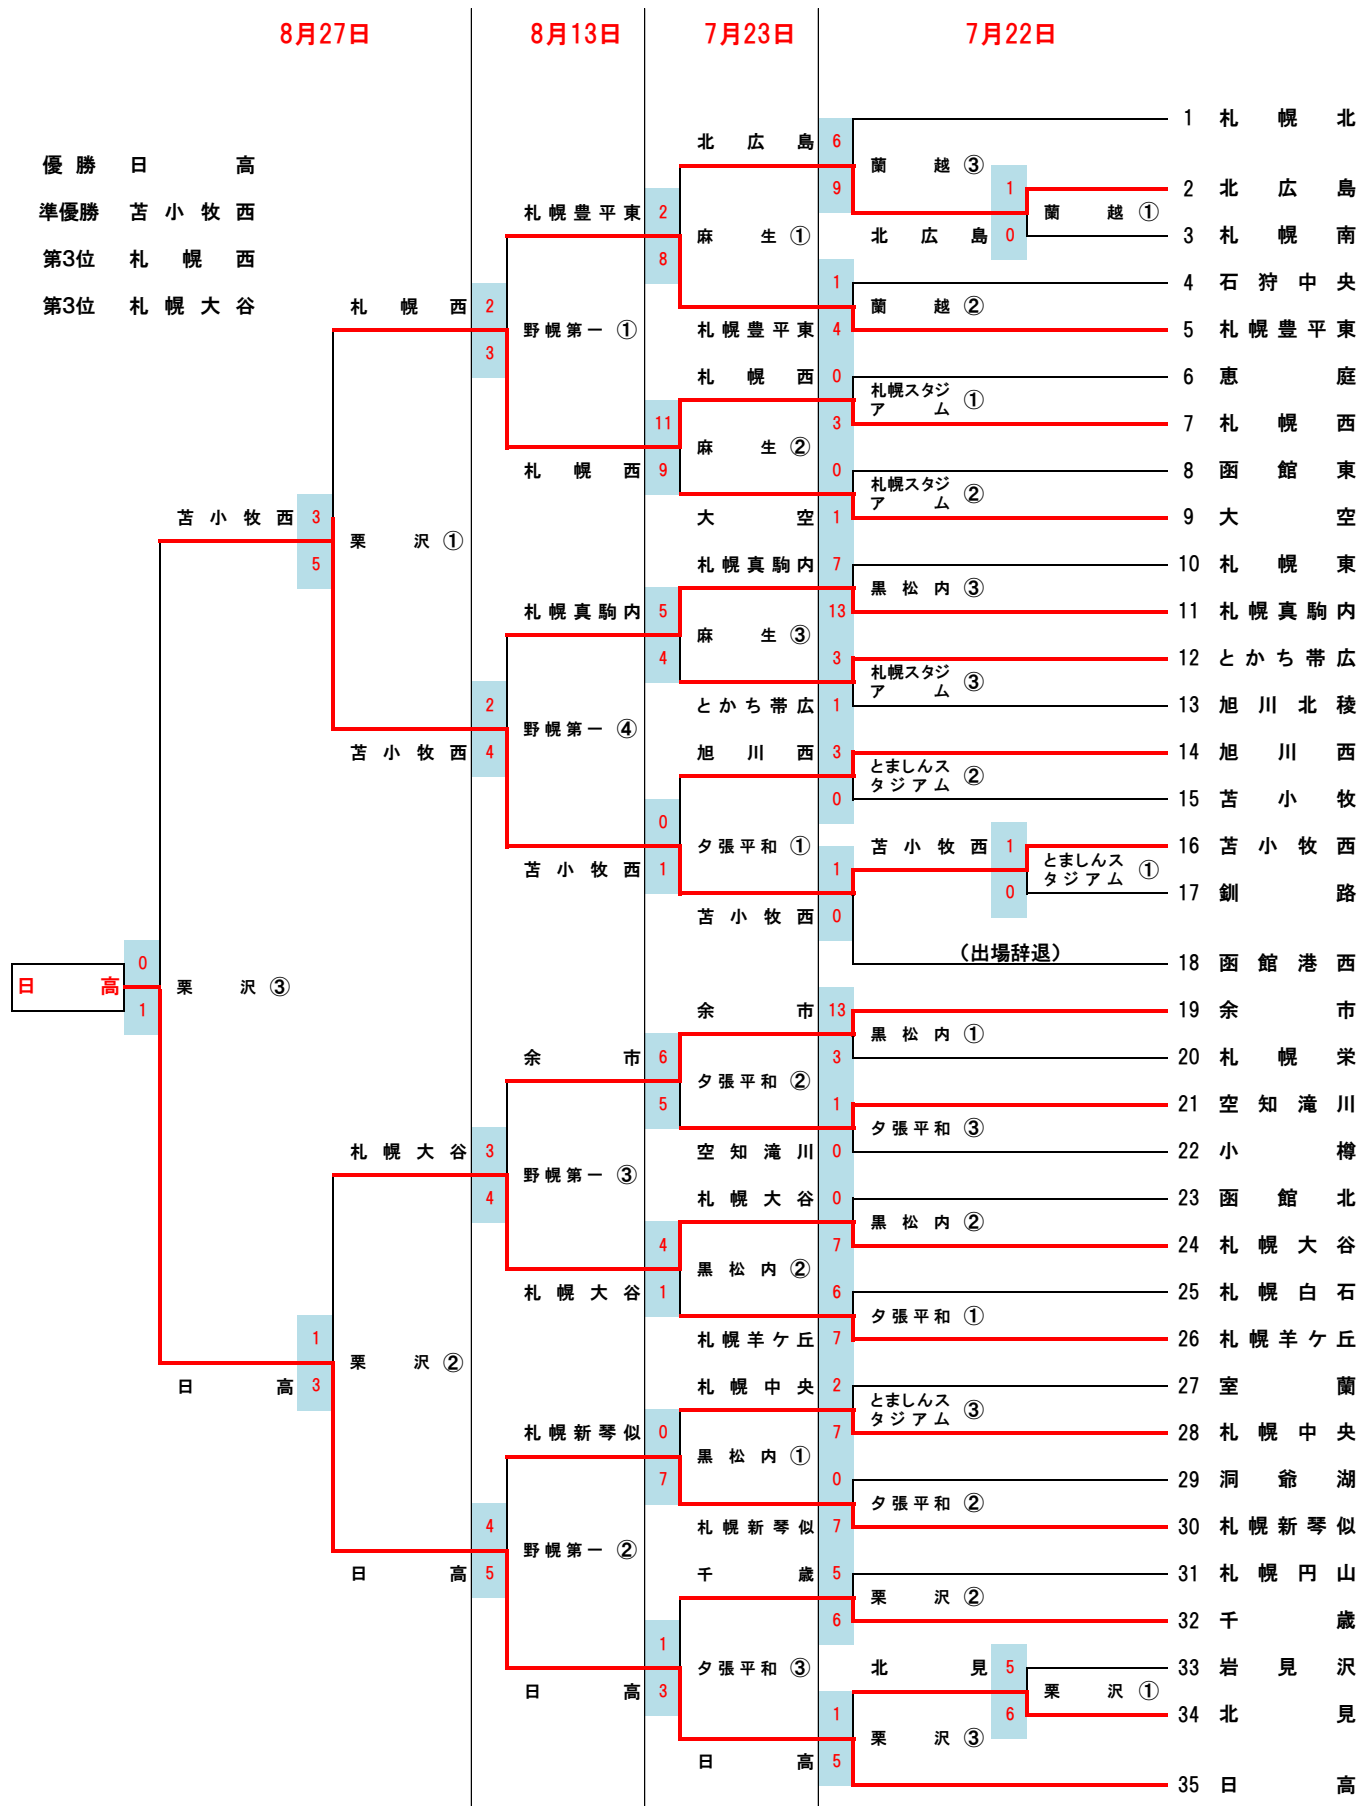 8月27日 8月13日 7月23日 7月22日
1 札幌北
北広島 6
蘭越 ③
優勝 日高
9 1 2 北広島
準優勝 苫小牧西 札幌豊平東 2 蘭越 ①
麻生 ① 北広島 0 3 札幌南
第3位 札幌西 8
1 4 石狩中央
第3位 札幌大谷 札幌西 2 蘭越 ②
野幌第一 ① 札幌豊平東 4 5 札幌豊平東
3
札幌西 0 6 恵庭
札幌スタジアム ①
11 3 7 札幌西
麻生 ②
札幌西 9 0 8 函館東
札幌スタジアム ②
苫小牧西 3 大空 1 9 大空
栗沢 ①
5 札幌真駒内 7 10 札幌東
黒松内 ③
札幌真駒内 5 13 11 札幌真駒内
麻生 ③
4 3 12 とかち帯広
札幌スタジアム ③
2 とかち帯広 1 13 旭川北稜
野幌第一 ④
苫小牧西 4 旭川西 3 14 旭川西
とましんスタジアム ②
0 15 苫小牧
0
夕張平和 ① 苫小牧西 1 16 苫小牧西
苫小牧西 1 1 とましんスタジアム ①
0 17 釧路
苫小牧西 0
(出場辞退)
0 18 函館港西
日高 栗沢 ③
1 余市 13 19 余市
黒松内 ①
余市 6 3 20 札幌栄
夕張平和 ②
5 1 21 空知滝川
夕張平和 ③
札幌大谷 3 空知滝川 0 22 小樽
野幌第一 ③
4 札幌大谷 0 23 函館北
黒松内 ②
4 7 24 札幌大谷
黒松内 ②
札幌大谷 1 6 25 札幌白石
夕張平和 ①
1 札幌羊ケ丘 7 26 札幌羊ケ丘
栗沢 ②
日高 3 札幌中央 2 27 室蘭
とましんスタジアム ③
札幌新琴似 0 7 28 札幌中央
黒松内 ①
7 0 29 洞爺湖
夕張平和 ②
4 札幌新琴似 7 30 札幌新琴似
野幌第一 ②
日高 5 千歳 5 31 札幌円山
栗沢 ②
6 32 千歳
1
夕張平和 ③ 北見 5 33 岩見沢
日高 3 栗沢 ①
1 6 34 北見
栗沢 ③
日高 5
35 日高